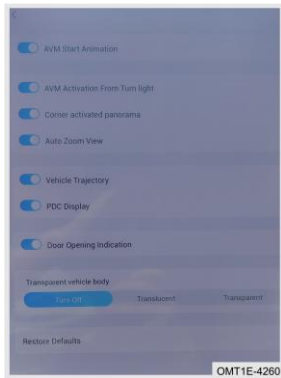 AVM Start Animation
AVM Activation From Turn light
Corner activated panorama
Auto Zoom View
Vehicle Trajectory
PDC Display
Door Opening Indication
Transparent vehicle body
Turn Off Translucent Transparent
Restore Defaults
OMT1E-4260